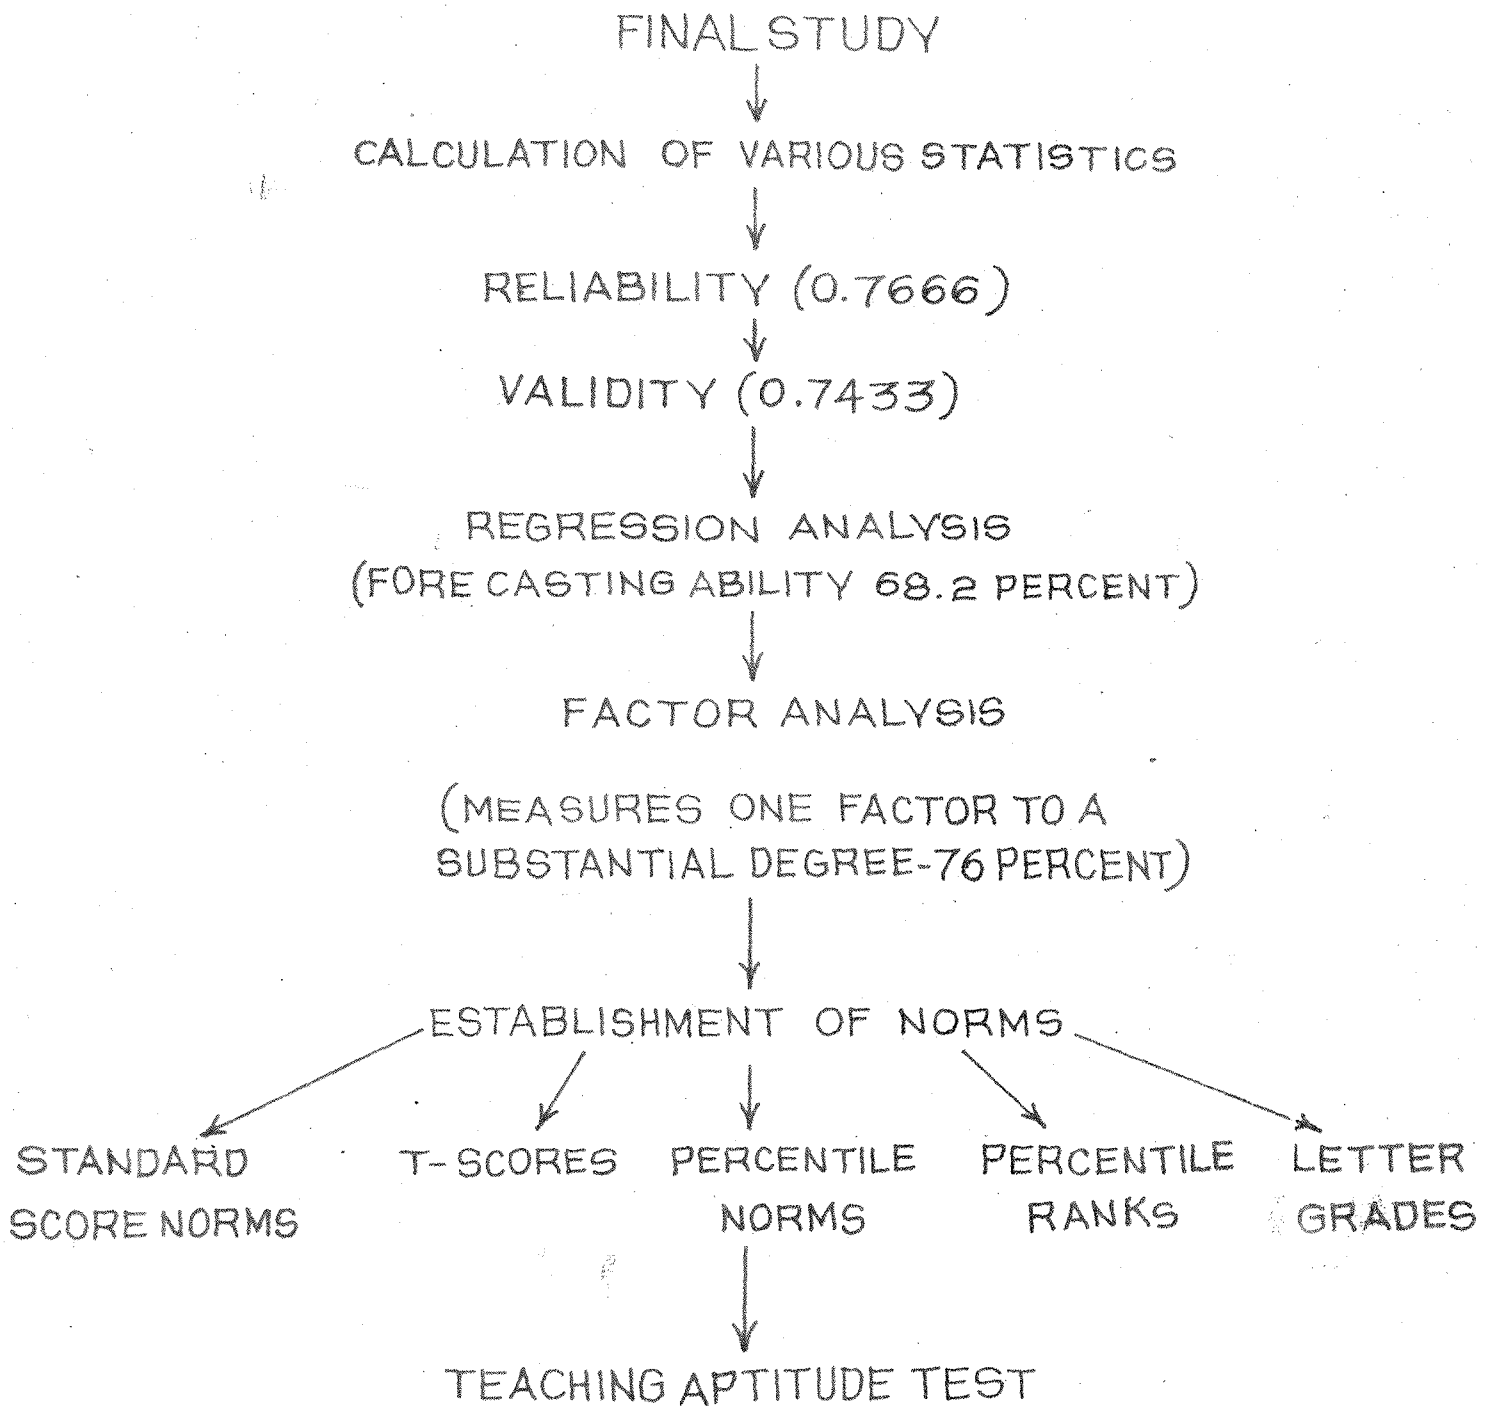 FINAL STUDY
CALCULATION OF VARIOUS STATISTICS
RELIABILITY (0.7666)
VALIDITY (0.7433)
REGRESSION ANALYSIS
(FORE CASTING ABILITY 68.2 PERCENT)
FACTOR ANALYSIS
(MEASURES ONE FACTOR TO A
SUBSTANTIAL DEGREE-76 PERCENT)
ESTABLISHMENT OF NORMS
STANDARD
SCORE NORMS
T-SCORES
PERCENTILE
NORMS
PERCENTILE
RANKS
LETTER
GRADES
TEACHING APTITUDE TEST